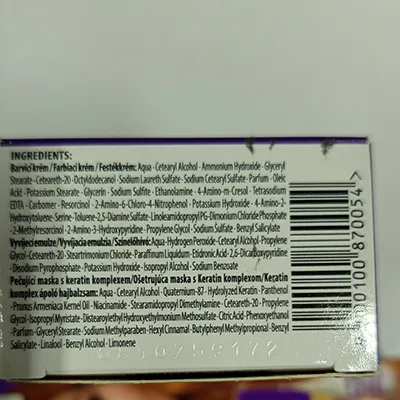 INGREDIENTS:
Barvicí krém / Farbiaci krém / Festékkrém: Aqua · Cetearyl Alcohol · Ammonium Hydroxide · Glyceryl
Stearate · Ceteareth-20 · Octyldodecanol · Sodium Laureth Sulfate · Sodium Cetearyl Sulfate · Parfum · Oleic
Acid · Potassium Stearate · Glycerin · Sodium Sulfite · Ethanolamine · 4-Amino-m-Cresol · Tetrasodium
EDTA · Carbomer · Resorcinol · 2-Amino-6-Chloro-4-Nitrophenol · Potassium Hydroxide · 4-Amino-2-
Hydroxytoluene · Serine · Toluene-2,5-Diamine Sulfate · Linoleamidopropyl PG-Dimonium Chloride Phosphate
· 2-Methylresorcinol · 2-Amino-3-Hydroxypyridine · Propylene Glycol · Sodium Sulfate · Benzyl Salicylate
Vyvíjecí emulze / Vyvíjacia emulzia / Színelőhívó: Aqua · Hydrogen Peroxide · Cetearyl Alcohol · Propylene
Glycol · Ceteareth-20 · Steartrimonium Chloride · Paraffinum Liquidum · Etidronic Acid · 2,6-Dicarboxypyridine
· Disodium Pyrophosphate · Potassium Hydroxide · Isopropyl Alcohol · Sodium Benzoate
Pečující maska s keratin komplexem/Ošetrujúca maska s Keratin komplexom/Keratin
komplex ápoló hajbalzsam: Aqua · Cetearyl Alcohol · Quaternium-87 · Hydrolyzed Keratin · Panthenol
· Prunus Armeniaca Kernel Oil · Niacinamide · Stearamidopropyl Dimethylamine · Ceteareth-20 · Propylene
Glycol · Isopropyl Myristate · Distearoylethyl Hydroxyethylmonium Methosulfate · Citric Acid · Phenoxyethanol
· Parfum · Glyceryl Stearate · Sodium Methylparaben · Hexyl Cinnamal · Butylphenyl Methylpropional · Benzyl
Salicylate · Linalool · Benzyl Alcohol · Limonene